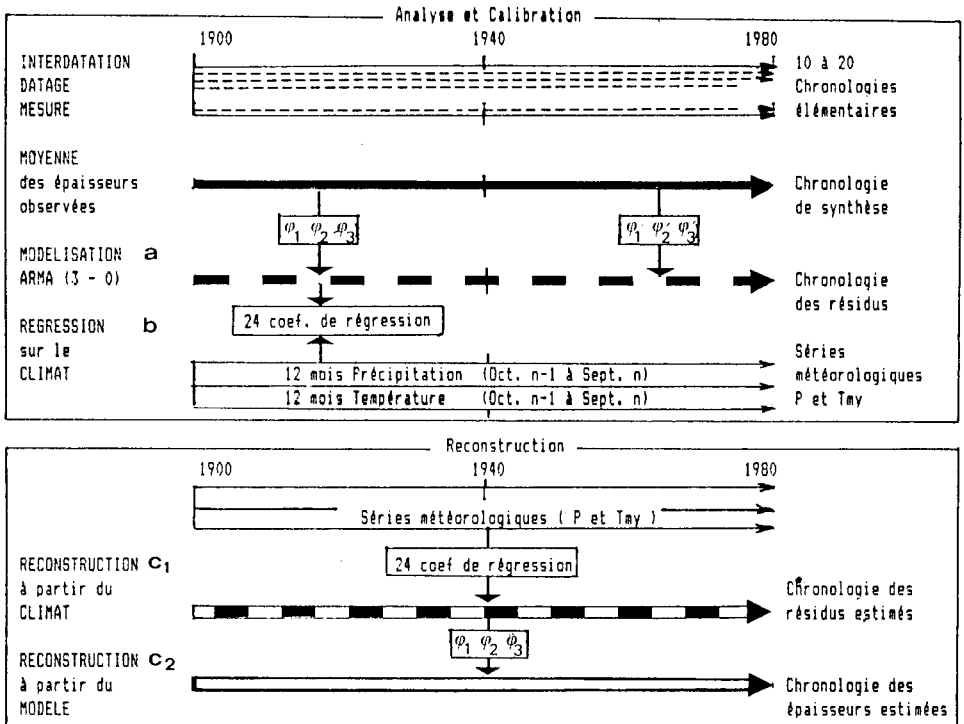 Analyse et Calibration
1900 1940 1980
INTERDATATION
DATAGE
MESURE
10 à 20
Chronologies
élémentaires
MOYENNE
des épaisseurs
observées
Chronologie
de synthèse
φ1 φ2 φ3
φ1′ φ2′ φ3′
MODELISATION a
ARMA (3 - 0)
Chronologie
des résidus
REGRESSION b
sur le
CLIMAT
24 coef. de régression
12 mois Précipitation (Oct. n-1 à Sept. n)
12 mois Température (Oct. n-1 à Sept. n)
Séries
météorologiques
P et Tmy
Reconstruction
1900 1940 1980
Séries météorologiques ( P et Tmy )
24 coef de régression
RECONSTRUCTION C1
à partir du
CLIMAT
Chronologie des
résidus estimés
φ1 φ2 φ3
RECONSTRUCTION C2
à partir du
MODELE
Chronologie des
épaisseurs estimées